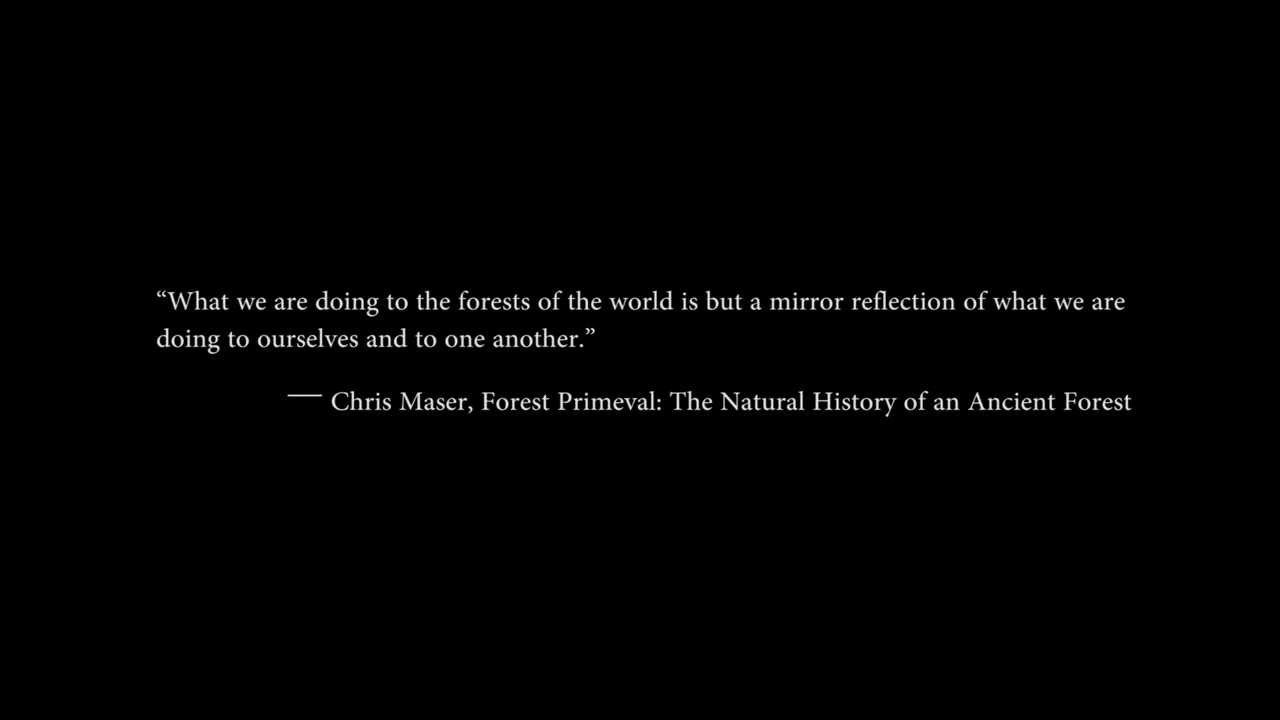 “What we are doing to the forests of the world is but a mirror reflection of what we are
doing to ourselves and to one another.”
— Chris Maser, Forest Primeval: The Natural History of an Ancient Forest